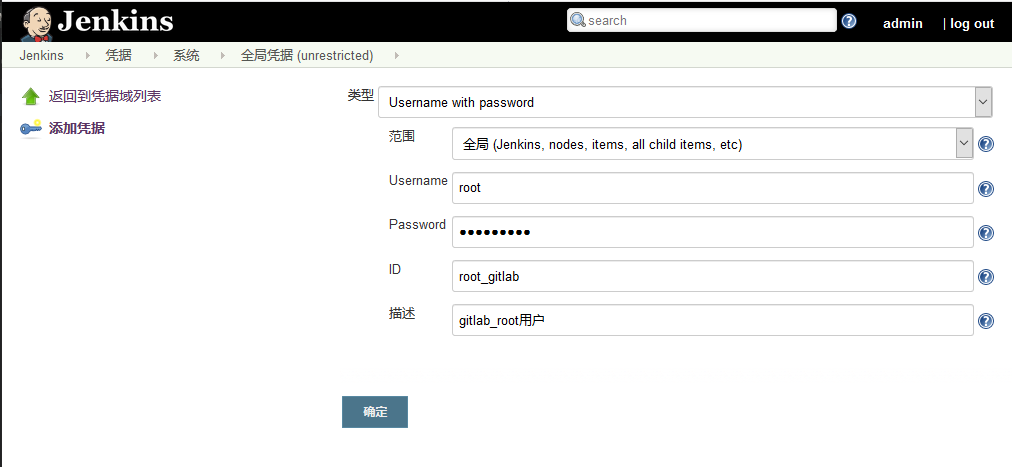 Jenkins
search
admin
| log out
Jenkins
凭据
系统
全局凭据 (unrestricted)
返回到凭据域列表
添加凭据
类型
Username with password
范围
全局 (Jenkins, nodes, items, all child items, etc)
Username
root
Password
•••••••••
ID
root_gitlab
描述
gitlab_root用户
确定